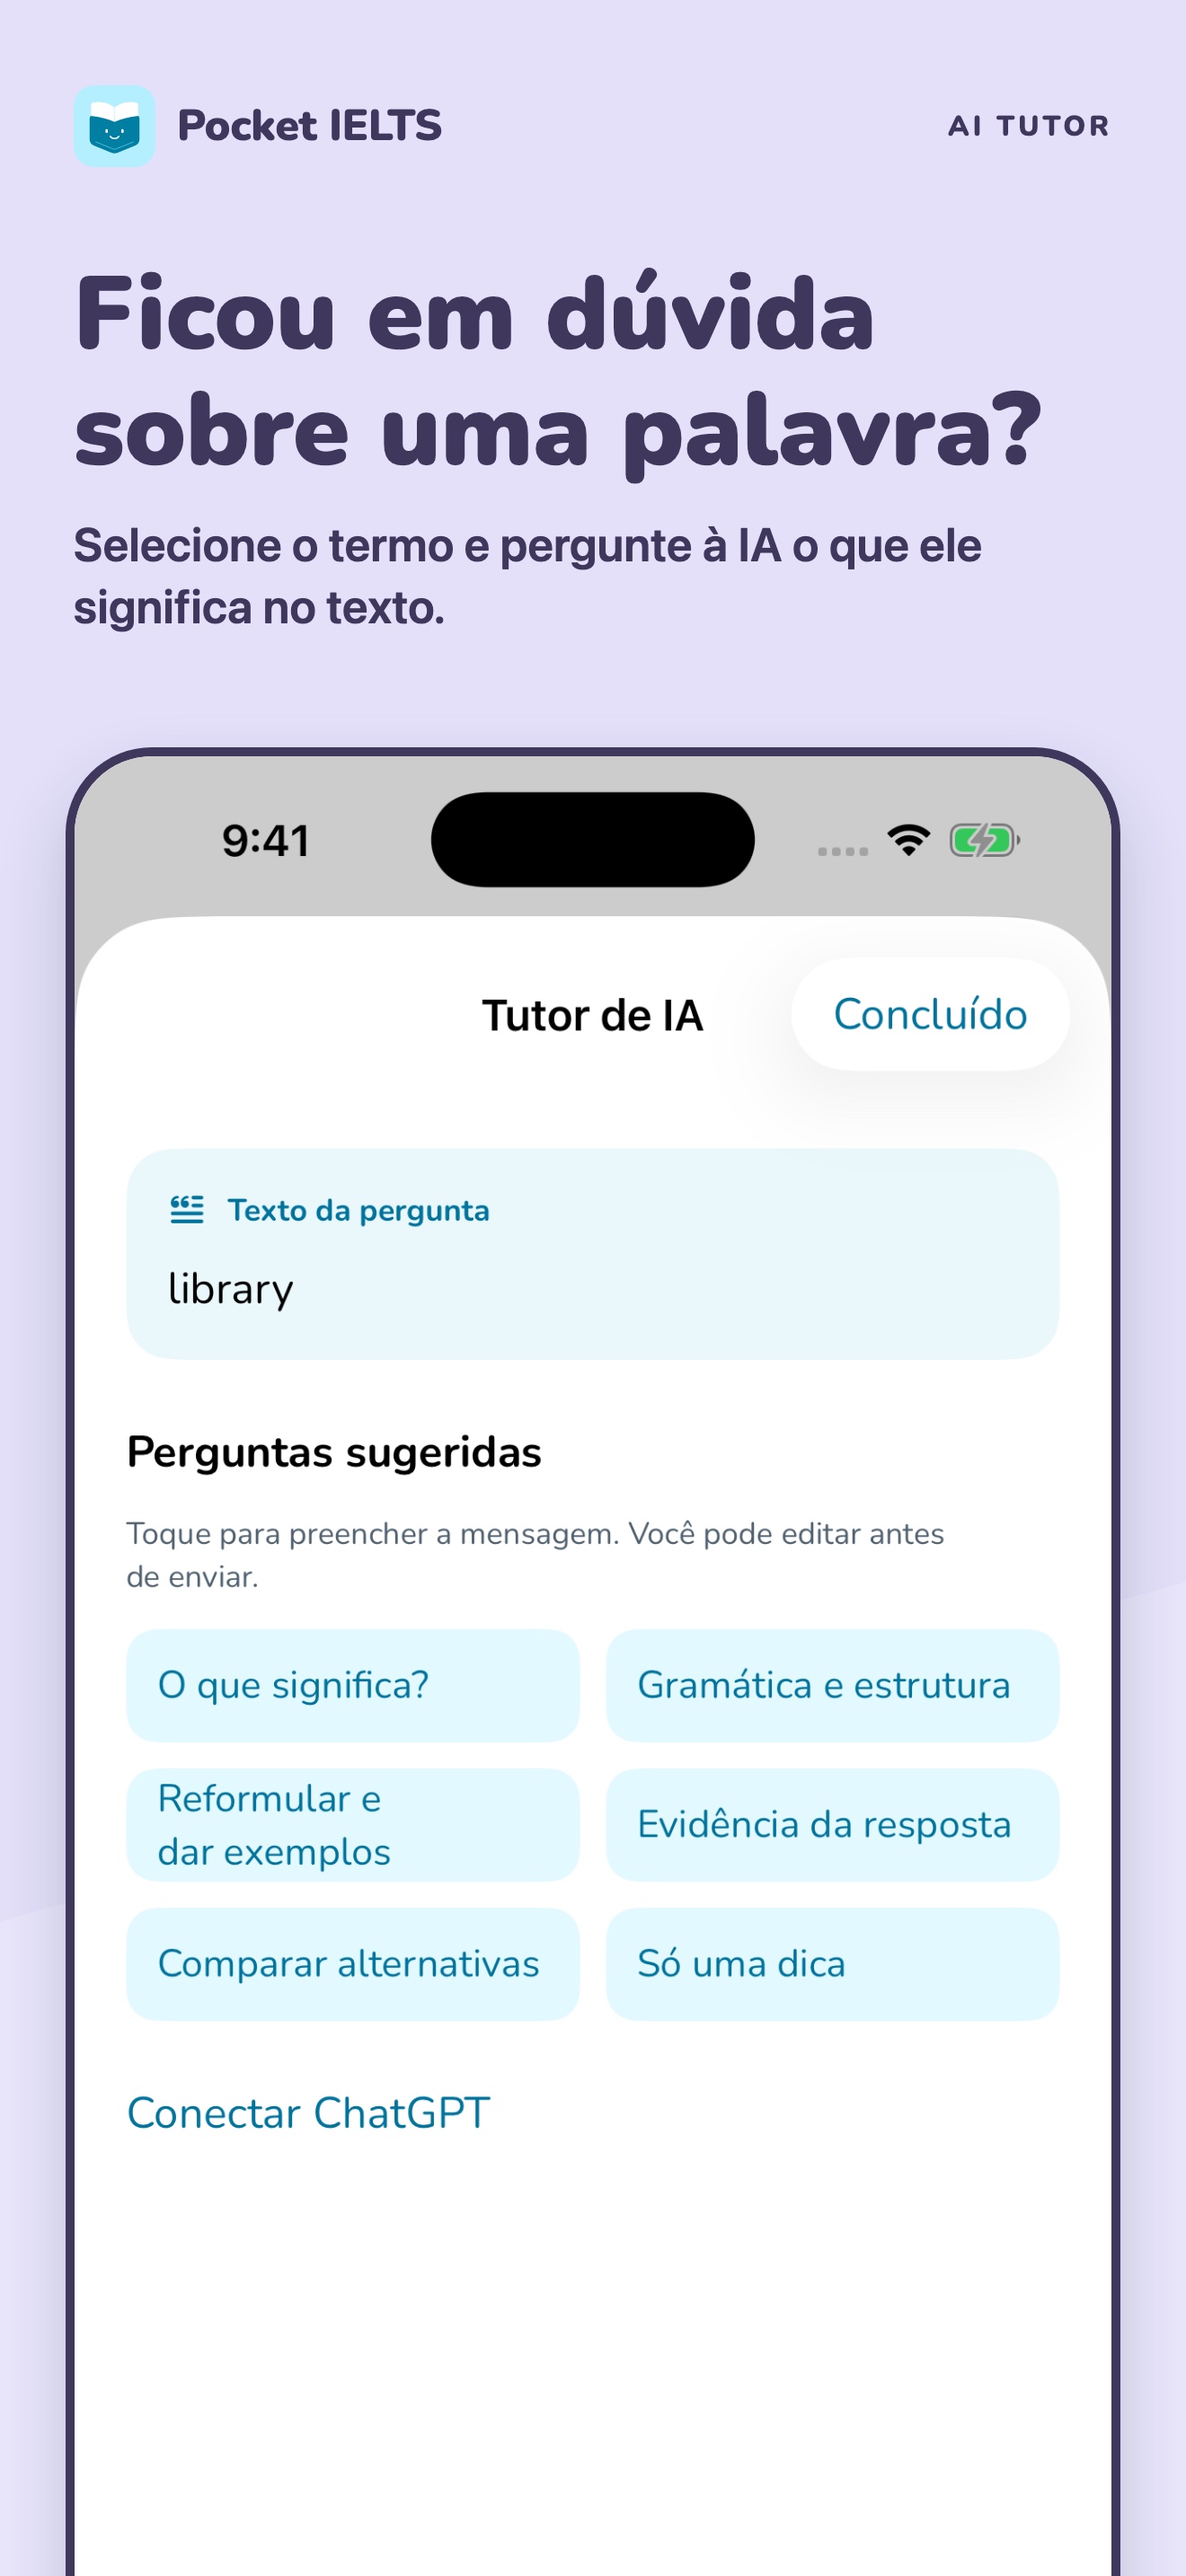 Pocket IELTS
AI TUTOR
Ficou em dúvida
sobre uma palavra?
Selecione o termo e pergunte à IA o que ele
significa no texto.
9:41
Tutor de IA
Concluído
Texto da pergunta
library
Perguntas sugeridas
Toque para preencher a mensagem. Você pode editar antes
de enviar.
O que significa?
Gramática e estrutura
Reformular e
dar exemplos
Evidência da resposta
Comparar alternativas
Só uma dica
Conectar ChatGPT